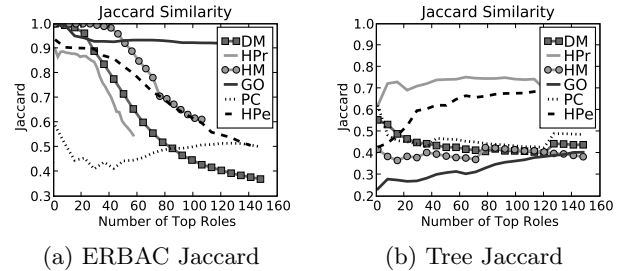 Jaccard Similarity
Jaccard
1.0
0.9
0.8
0.7
0.6
0.5
0.4
0.3
DM
HPr
HM
GO
PC
HPe
0 20 40 60 80 100 120 140 160
Number of Top Roles
(a) ERBAC Jaccard
Jaccard Similarity
Jaccard
1.0
0.9
0.8
0.7
0.6
0.5
0.4
0.3
0.2
DM
HPr
HM
GO
PC
HPe
0 20 40 60 80 100 120 140 160
Number of Top Roles
(b) Tree Jaccard